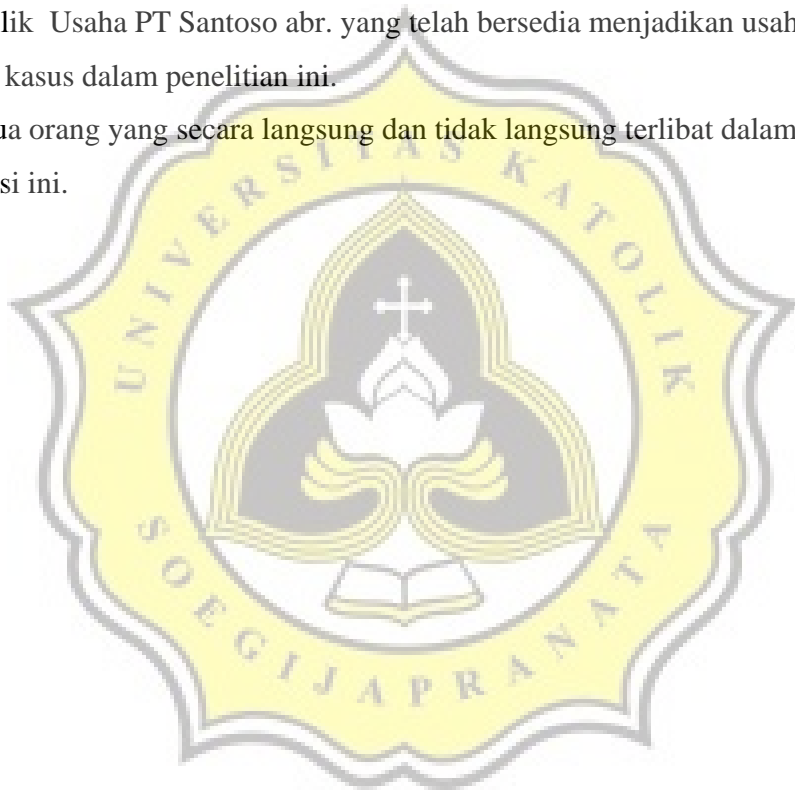 lik Usaha PT Santoso abr. yang telah bersedia menjadikan usah
kasus dalam penelitian ini.
ua orang yang secara langsung dan tidak langsung terlibat dalam
si ini.
UNIVERSITAS KATOLIK
SOEGIJAPRANATA